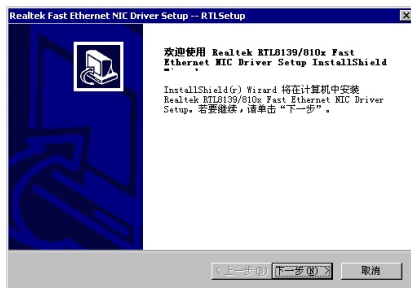 Realtek Fast Ethernet NIC Driver Setup -- RTLSetup
欢迎使用 Realtek RTL8139/810x Fast
Ethernet NIC Driver Setup InstallShield
InstallShield(r) Wizard 将在计算机中安装
Realtek RTL8139/810x Fast Ethernet NIC Driver
Setup。若要继续，请单击“下一步”。
<上一步(B) 下一步(N) > 取消